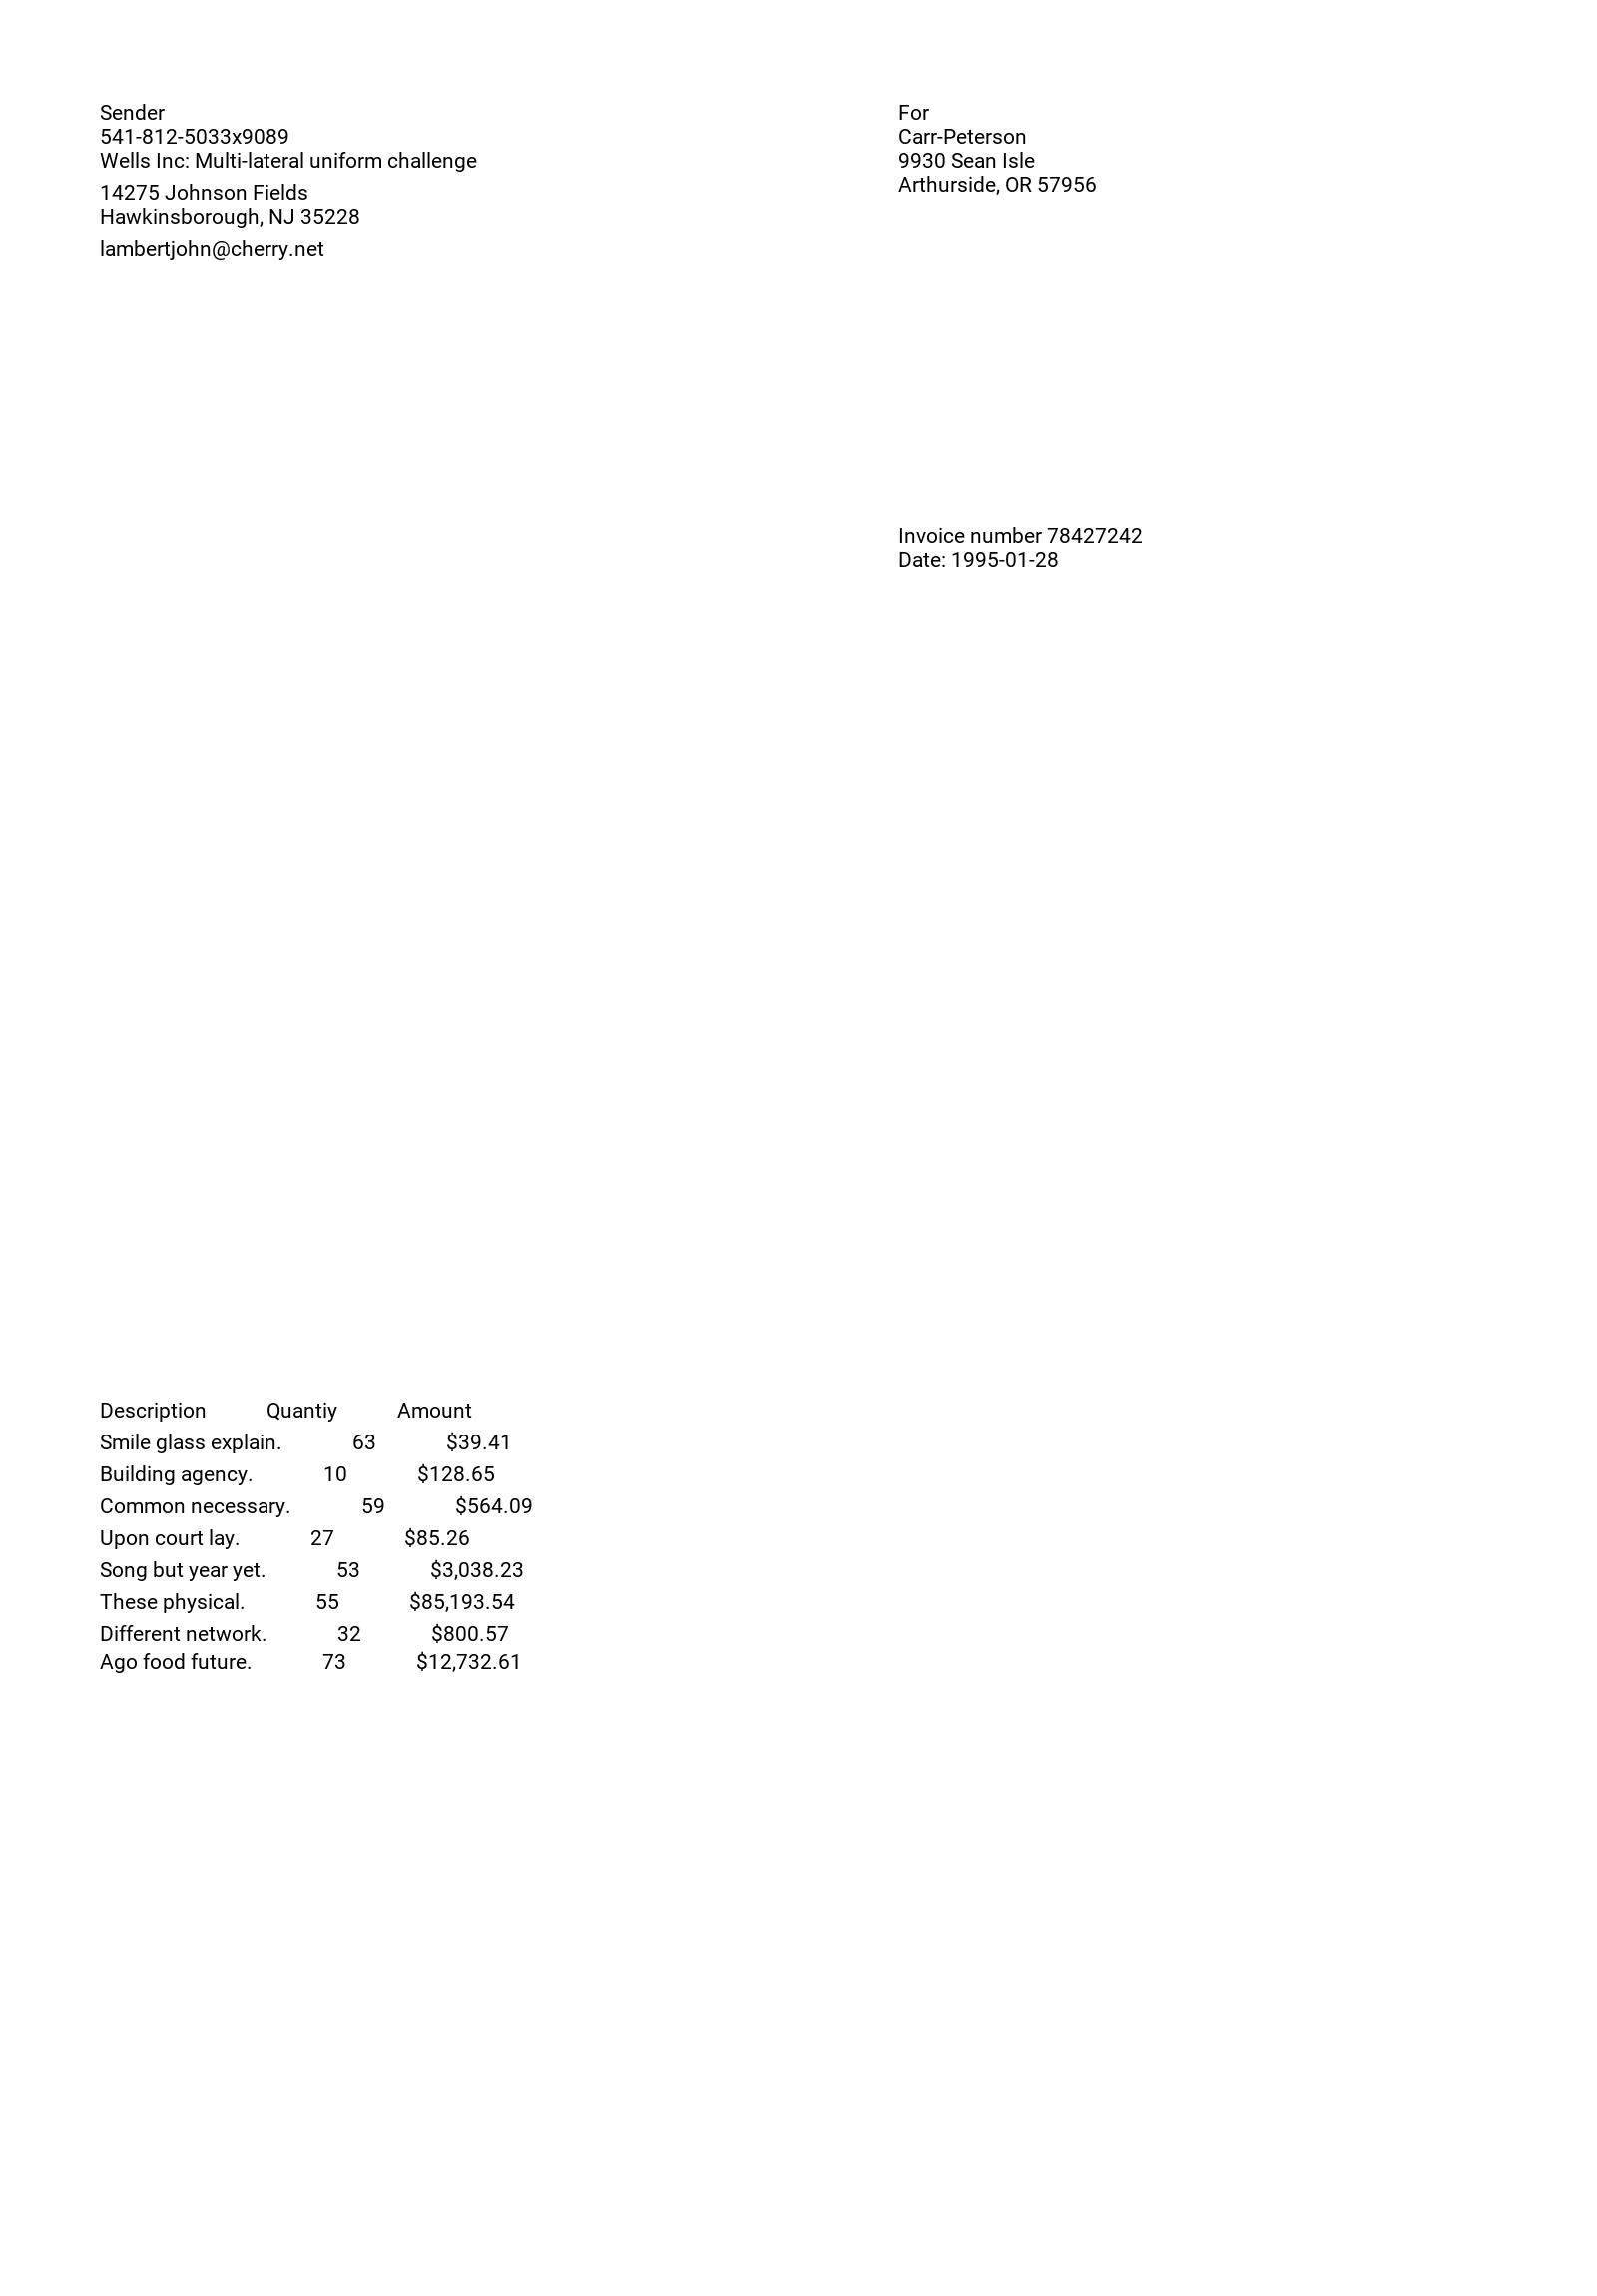 Sender
541-812-5033x9089
Wells Inc: Multi-lateral uniform challenge
14275 Johnson Fields
Hawkinsborough, NJ 35228
lambertjohn@cherry.net
For
Carr-Peterson
9930 Sean Isle
Arthurside, OR 57956
Invoice number 78427242
Date: 1995-01-28
Description Quantiy Amount
Smile glass explain. 63 $39.41
Building agency. 10 $128.65
Common necessary. 59 $564.09
Upon court lay. 27 $85.26
Song but year yet. 53 $3,038.23
These physical. 55 $85,193.54
Different network. 32 $800.57
Ago food future. 73 $12,732.61